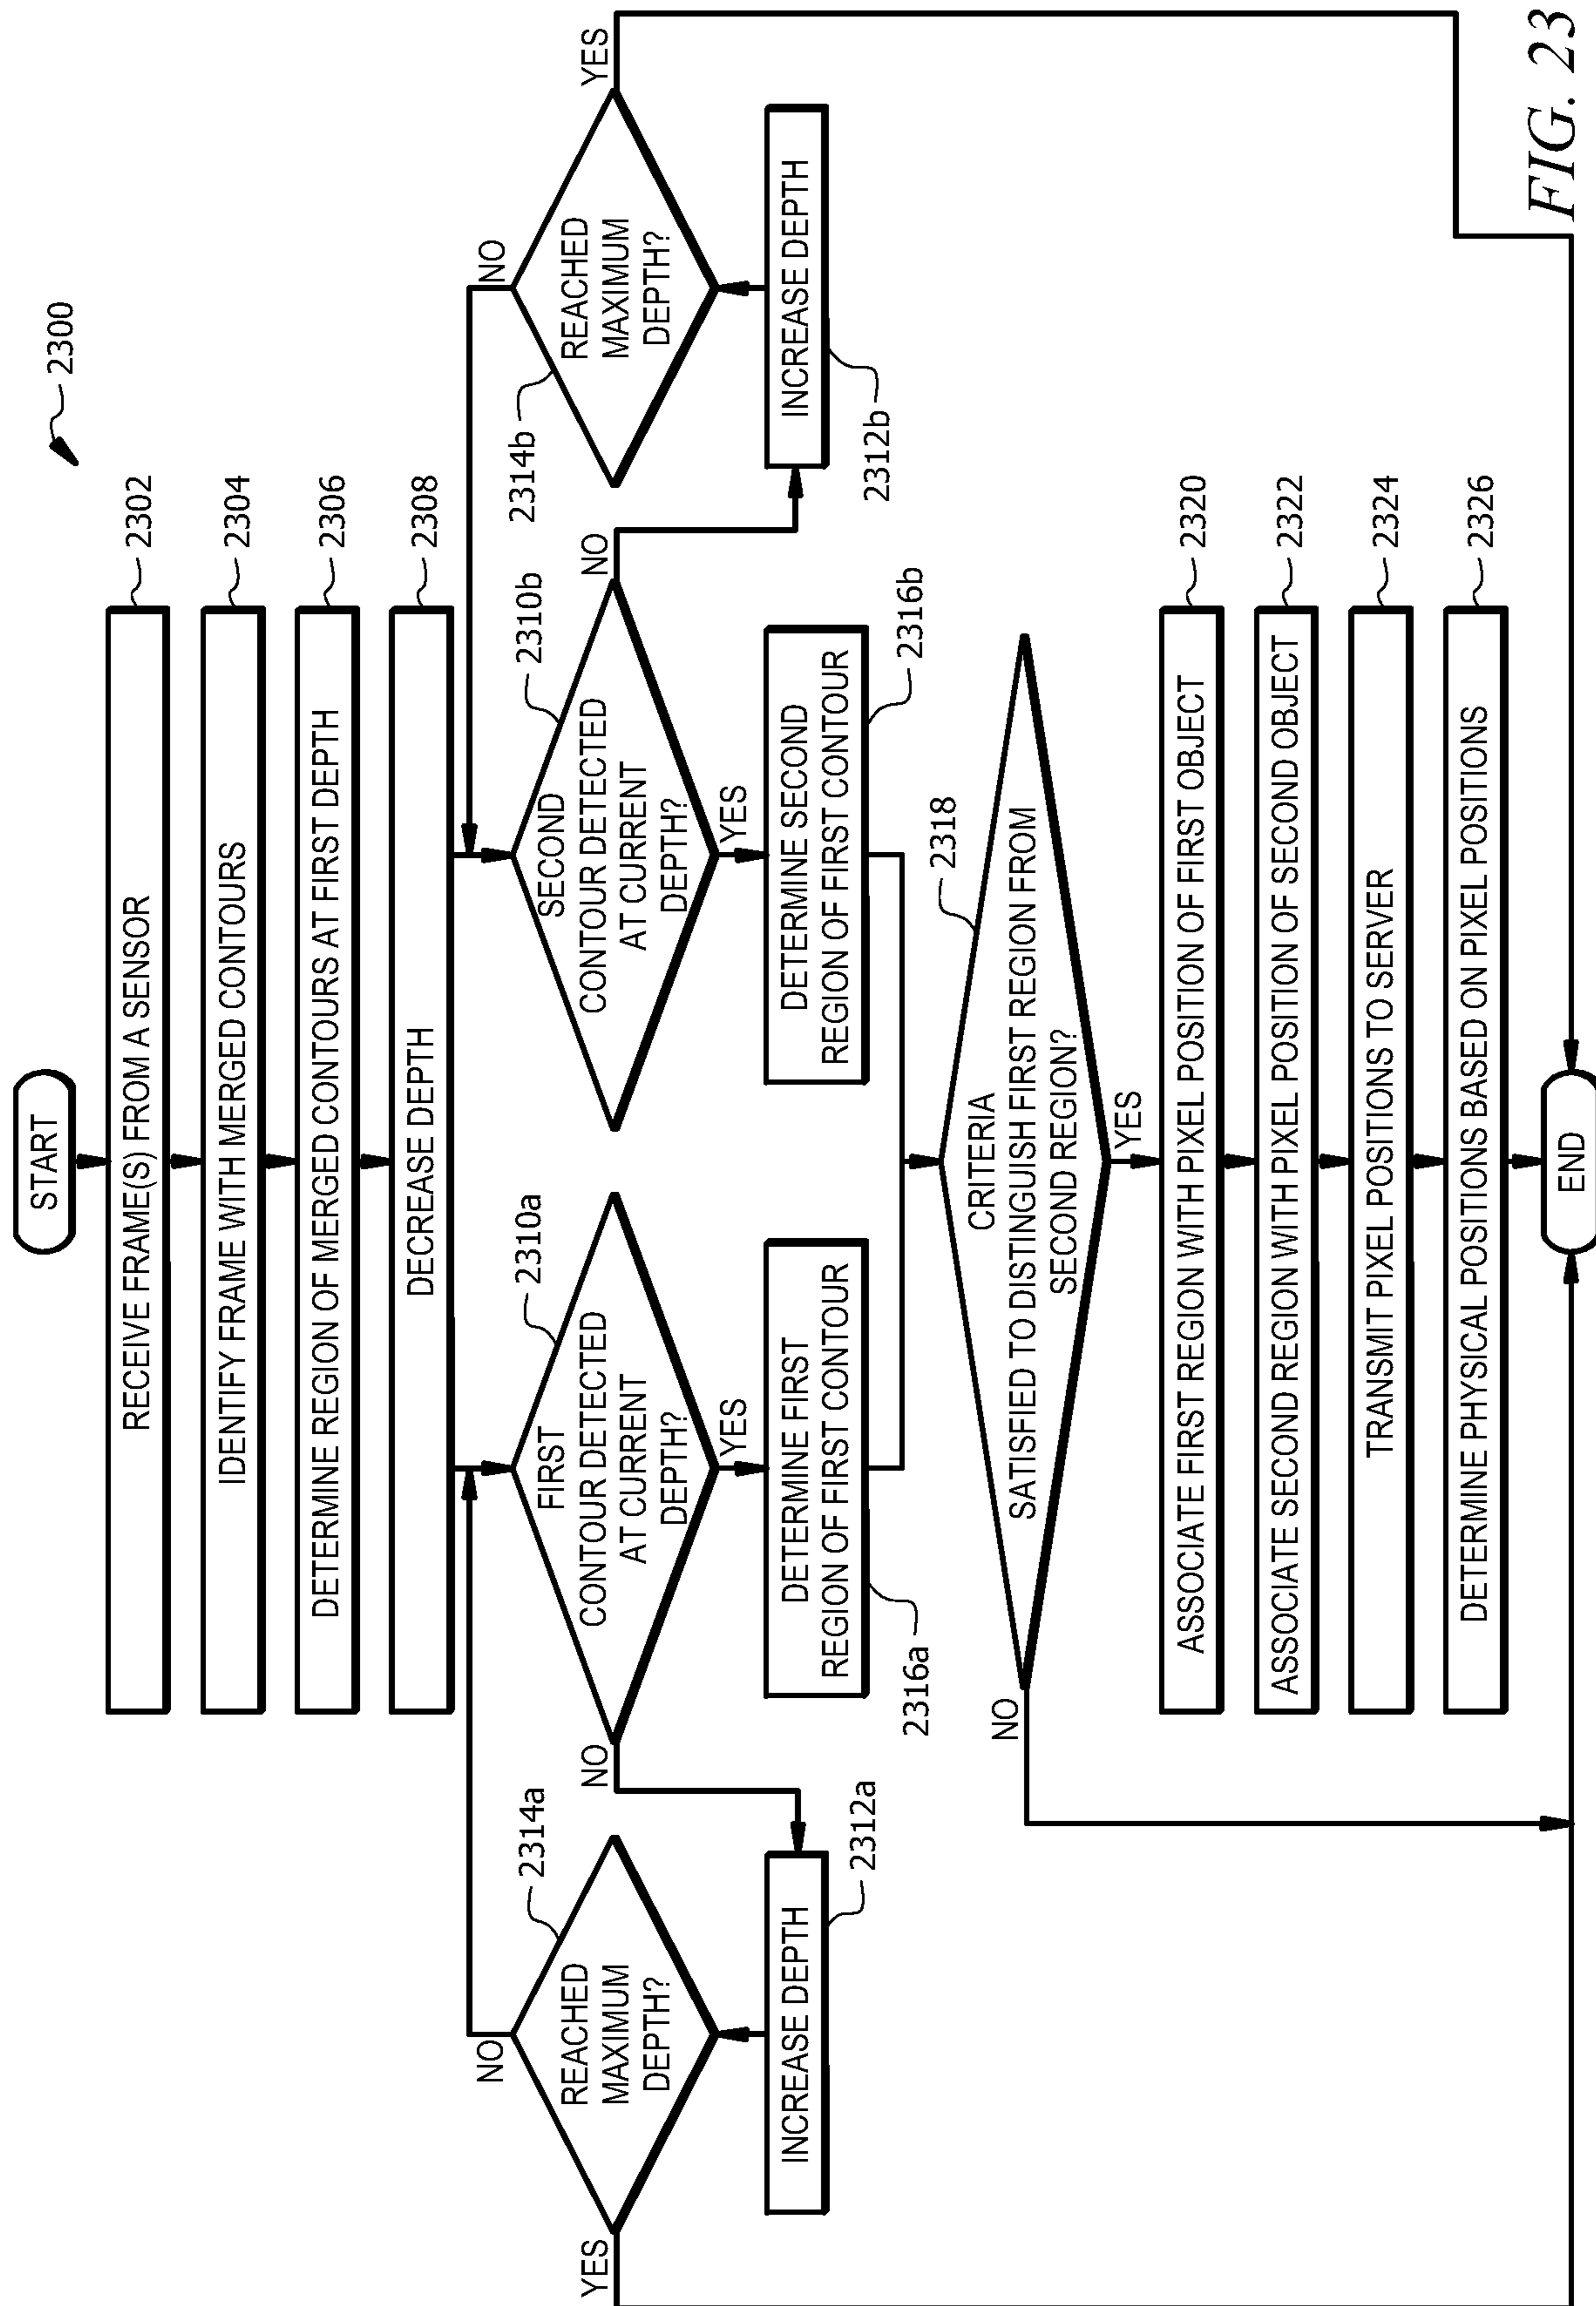 2300
START
RECEIVE FRAME(S) FROM A SENSOR
2302
IDENTIFY FRAME WITH MERGED CONTOURS
2304
DETERMINE REGION OF MERGED CONTOURS AT FIRST DEPTH
2306
DECREASE DEPTH
2308
NO
REACHED
MAXIMUM
DEPTH?
2314a
YES
FIRST
CONTOUR DETECTED
AT CURRENT
DEPTH?
2310a
NO
YES
SECOND
CONTOUR DETECTED
AT CURRENT
DEPTH?
2310b
NO
YES
NO
REACHED
MAXIMUM
DEPTH?
2314b
YES
INCREASE DEPTH
2312a
DETERMINE FIRST
REGION OF FIRST CONTOUR
2316a
DETERMINE SECOND
REGION OF FIRST CONTOUR
2316b
INCREASE DEPTH
2312b
CRITERIA
SATISFIED TO DISTINGUISH FIRST REGION FROM
SECOND REGION?
2318
NO
YES
ASSOCIATE FIRST REGION WITH PIXEL POSITION OF FIRST OBJECT
2320
ASSOCIATE SECOND REGION WITH PIXEL POSITION OF SECOND OBJECT
2322
TRANSMIT PIXEL POSITIONS TO SERVER
2324
DETERMINE PHYSICAL POSITIONS BASED ON PIXEL POSITIONS
2326
END
FIG. 23